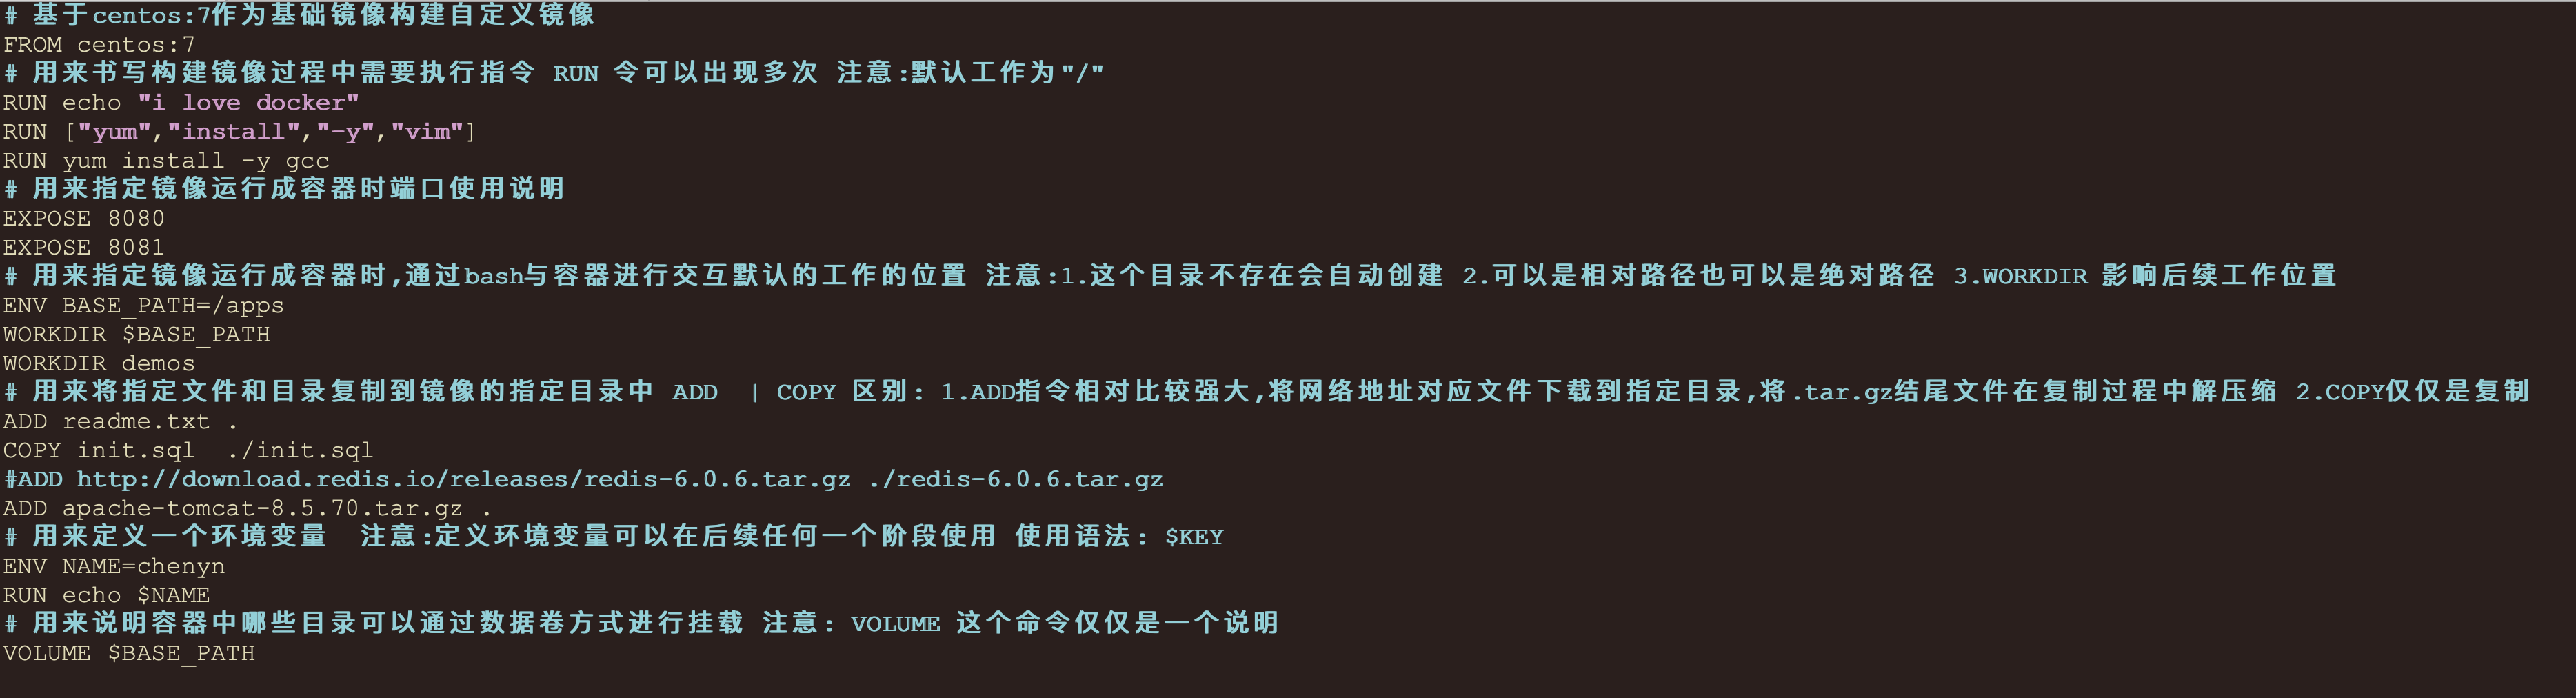 # 基于centos:7作为基础镜像构建自定义镜像
FROM centos:7
# 用来书写构建镜像过程中需要执行指令 RUN 令可以出现多次 注意:默认工作为"/"
RUN echo "i love docker"
RUN ["yum","install","-y","vim"]
RUN yum install -y gcc
# 用来指定镜像运行成容器时端口使用说明
EXPOSE 8080
EXPOSE 8081
# 用来指定镜像运行成容器时,通过bash与容器进行交互默认的工作的位置 注意:1.这个目录不存在会自动创建 2.可以是相对路径也可以是绝对路径 3.WORKDIR 影响后续工作位置
ENV BASE_PATH=/apps
WORKDIR $BASE_PATH
WORKDIR demos
# 用来将指定文件和目录复制到镜像的指定目录中 ADD  | COPY 区别: 1.ADD指令相对比较强大,将网络地址对应文件下载到指定目录,将.tar.gz结尾文件在复制过程中解压缩 2.COPY仅仅是复制
ADD readme.txt .
COPY init.sql  ./init.sql
#ADD http://download.redis.io/releases/redis-6.0.6.tar.gz ./redis-6.0.6.tar.gz
ADD apache-tomcat-8.5.70.tar.gz .
# 用来定义一个环境变量  注意:定义环境变量可以在后续任何一个阶段使用 使用语法: $KEY
ENV NAME=chenyn
RUN echo $NAME
# 用来说明容器中哪些目录可以通过数据卷方式进行挂载 注意: VOLUME 这个命令仅仅是一个说明
VOLUME $BASE_PATH